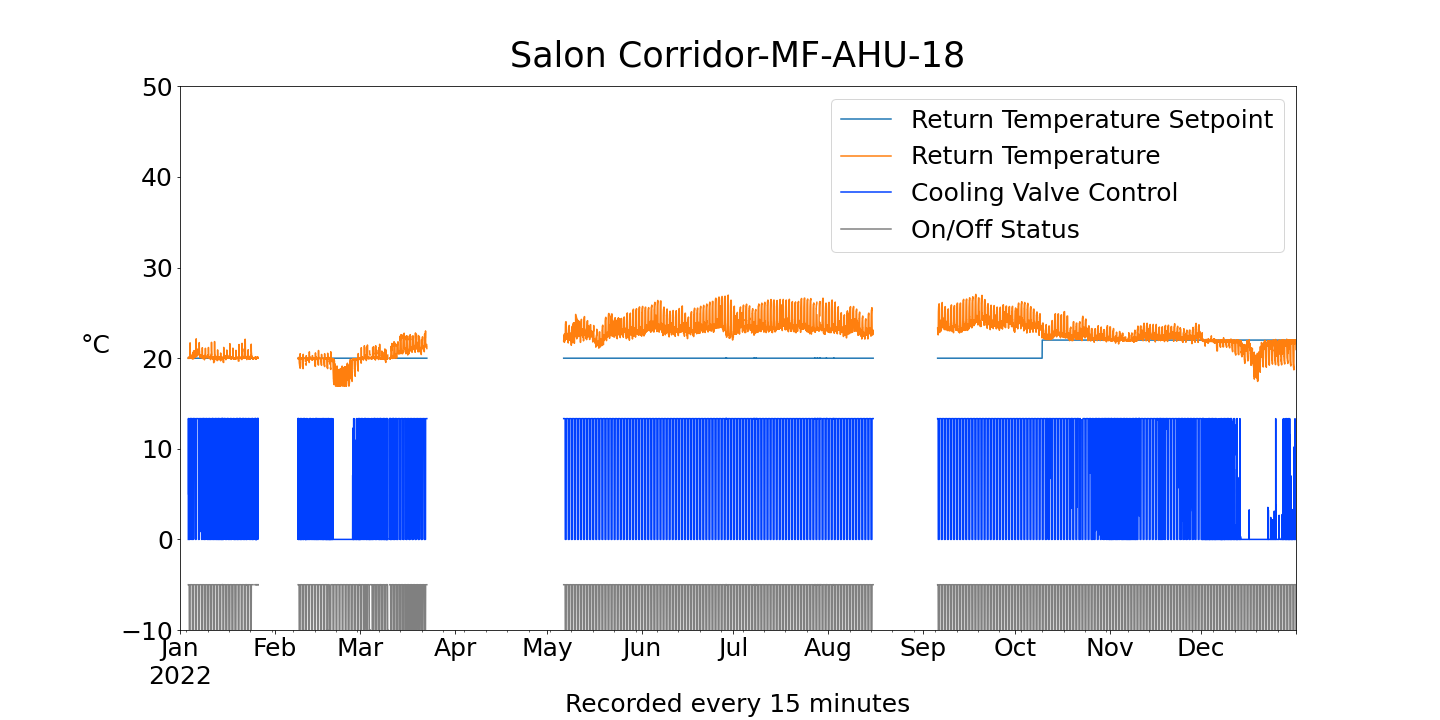 Salon Corridor-MF-AHU-18
50
40
30
20
10
0
−10
°C
Return Temperature Setpoint
Return Temperature
Cooling Valve Control
On/Off Status
Jan Feb Mar Apr May Jun Jul Aug Sep Oct Nov Dec
2022
Recorded every 15 minutes